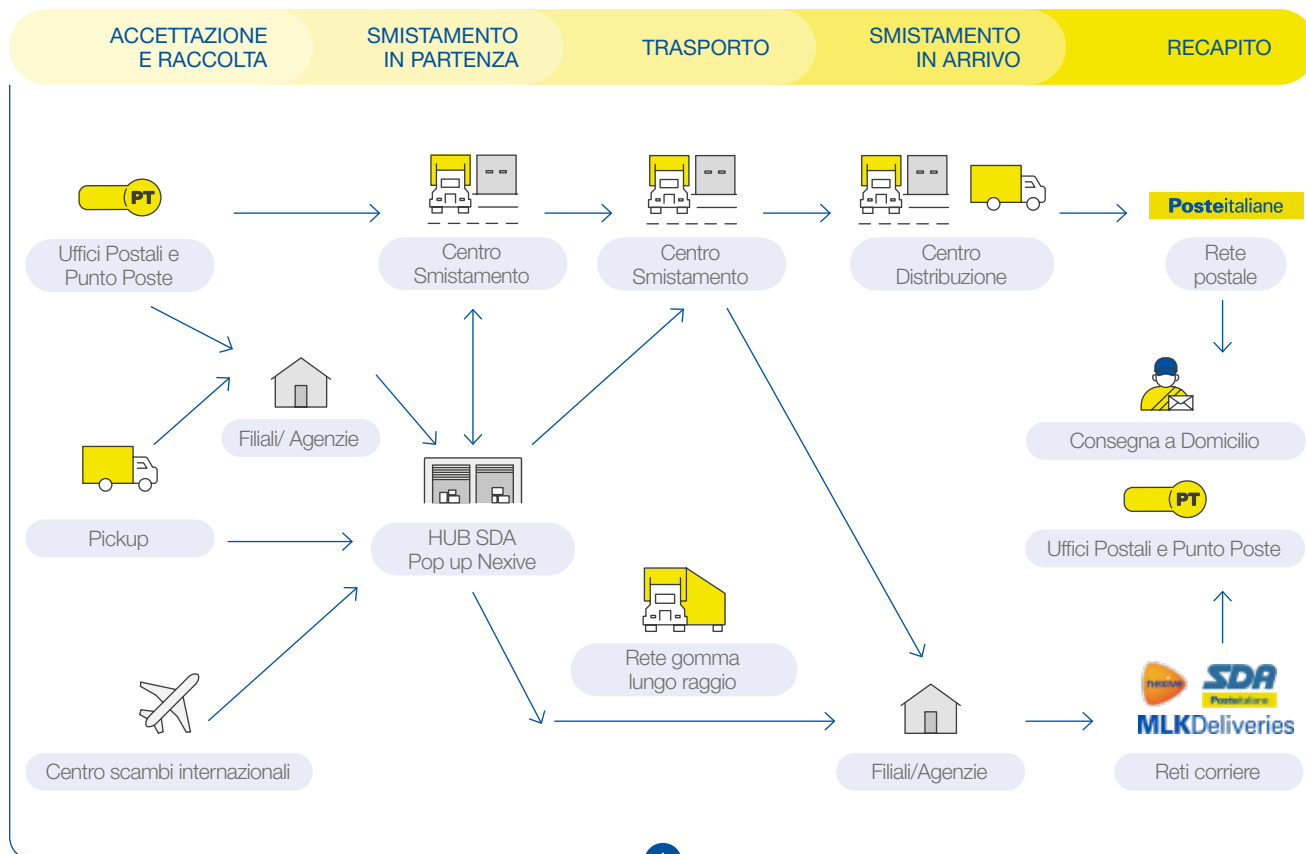 ACCETTAZIONE
E RACCOLTA
SMISTAMENTO
IN PARTENZA
TRASPORTO
SMISTAMENTO
IN ARRIVO
RECAPITO
PT
Uffici Postali e
Punto Poste
Centro
Smistamento
Centro
Smistamento
Centro
Distribuzione
Posteitaliane
Rete
postale
Filiali/ Agenzie
Consegna a Domicilio
Pickup
HUB SDA
Pop up Nexive
PT
Uffici Postali e Punto Poste
Rete gomma
lungo raggio
nexive
SDA
Posteitaliane
MLKDeliveries
Centro scambi internazionali
Filiali/Agenzie
Reti corriere